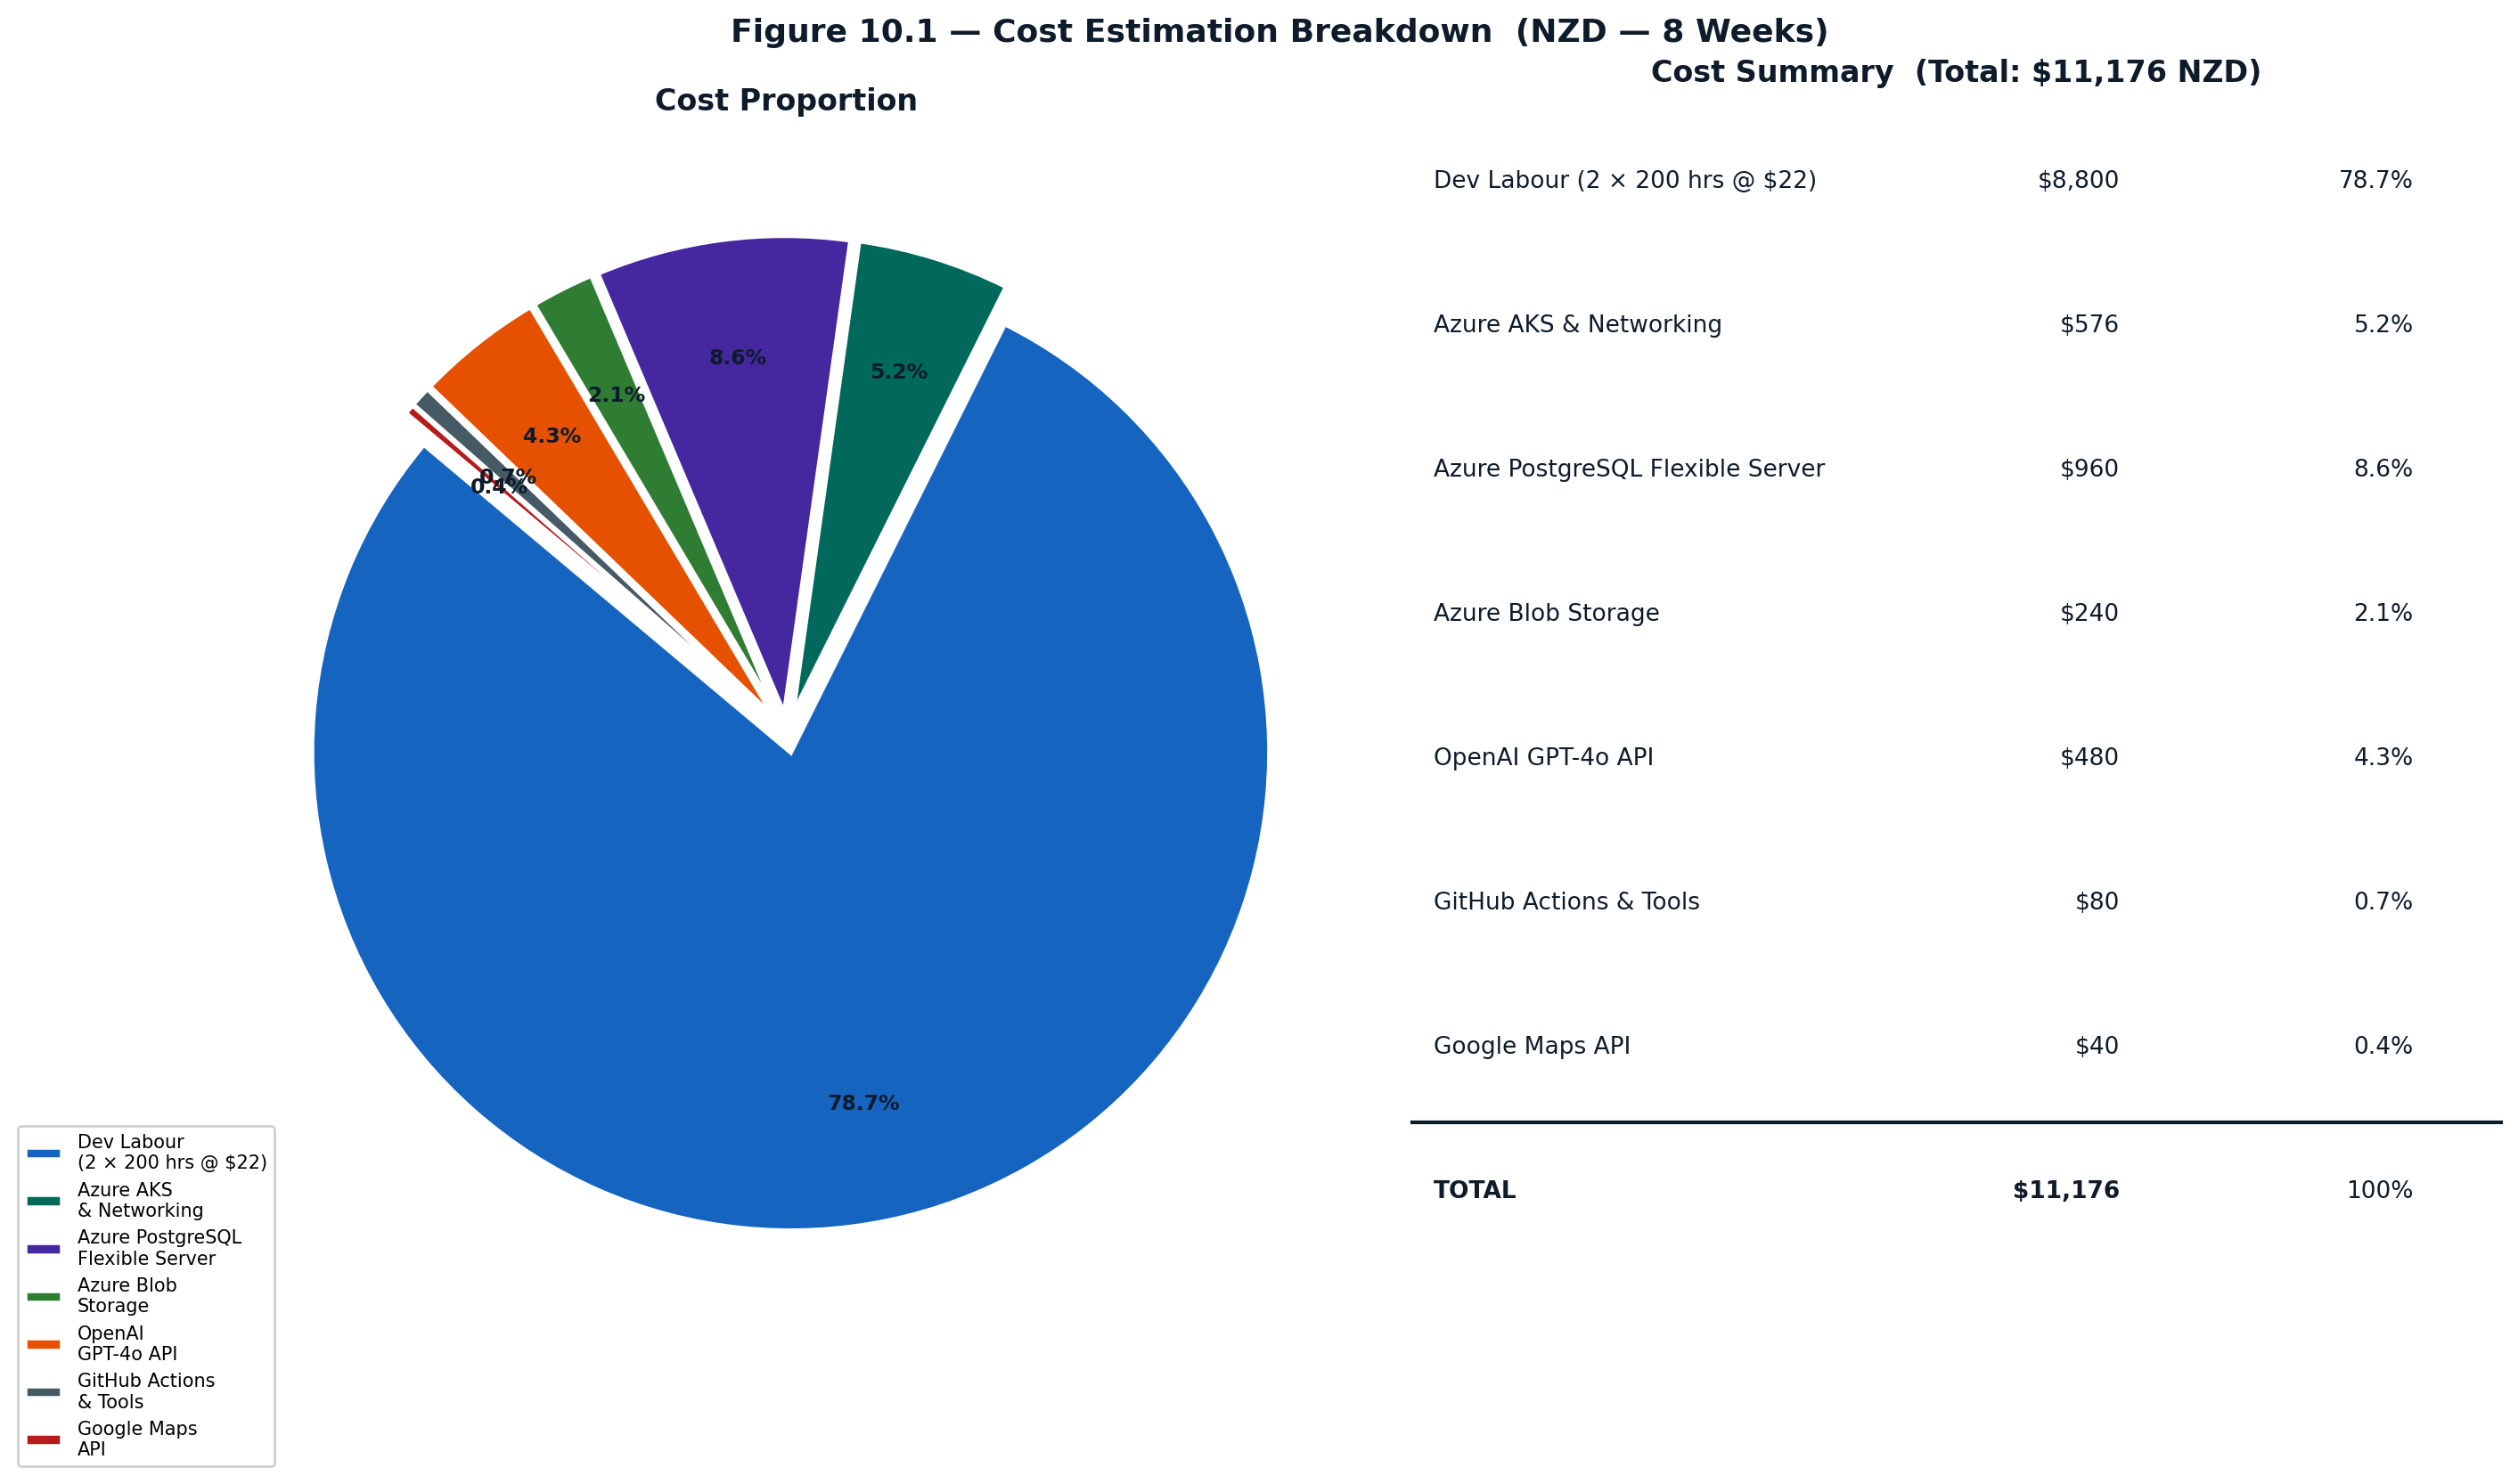 Figure 10.1 — Cost Estimation Breakdown  (NZD — 8 Weeks)
Cost Proportion
8.6%
5.2%
2.1%
4.3%
0.7%
0.4%
78.7%
Dev Labour
(2 × 200 hrs @ $22)
Azure AKS
& Networking
Azure PostgreSQL
Flexible Server
Azure Blob
Storage
OpenAI
GPT-4o API
GitHub Actions
& Tools
Google Maps
API
Cost Summary  (Total: $11,176 NZD)
Dev Labour (2 × 200 hrs @ $22) $8,800 78.7%
Azure AKS & Networking $576 5.2%
Azure PostgreSQL Flexible Server $960 8.6%
Azure Blob Storage $240 2.1%
OpenAI GPT-4o API $480 4.3%
GitHub Actions & Tools $80 0.7%
Google Maps API $40 0.4%
TOTAL $11,176 100%